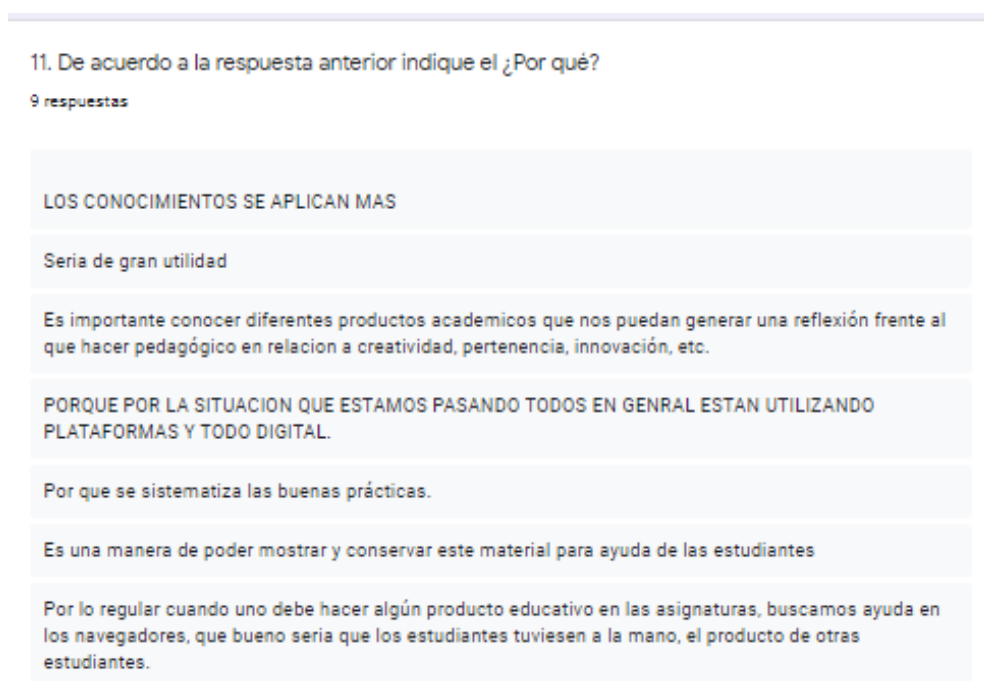 11. De acuerdo a la respuesta anterior indique el ¿Por qué?
9 respuestas
LOS CONOCIMIENTOS SE APLICAN MAS
Seria de gran utilidad
Es importante conocer diferentes productos academicos que nos puedan generar una reflexión frente al
que hacer pedagógico en relacion a creatividad, pertenencia, innovación, etc.
PORQUE POR LA SITUACION QUE ESTAMOS PASANDO TODOS EN GENRAL ESTAN UTILIZANDO
PLATAFORMAS Y TODO DIGITAL.
Por que se sistematiza las buenas prácticas.
Es una manera de poder mostrar y conservar este material para ayuda de las estudiantes
Por lo regular cuando uno debe hacer algún producto educativo en las asignaturas, buscamos ayuda en
los navegadores, que bueno seria que los estudiantes tuviesen a la mano, el producto de otras
estudiantes.